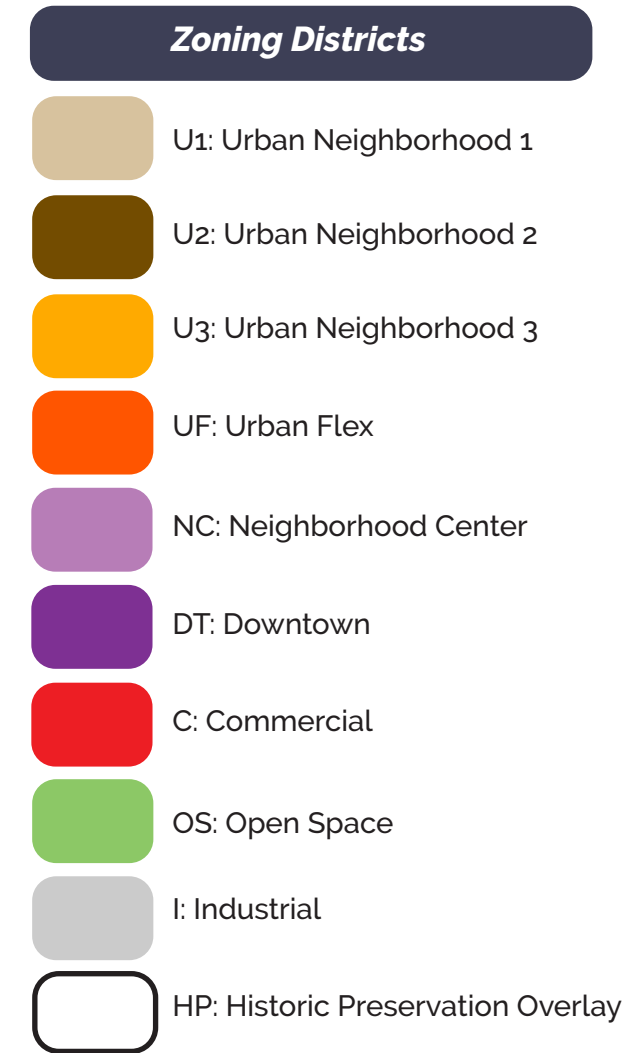 Zoning Districts
U1: Urban Neighborhood 1
U2: Urban Neighborhood 2
U3: Urban Neighborhood 3
UF: Urban Flex
NC: Neighborhood Center
DT: Downtown
C: Commercial
OS: Open Space
I: Industrial
HP: Historic Preservation Overlay